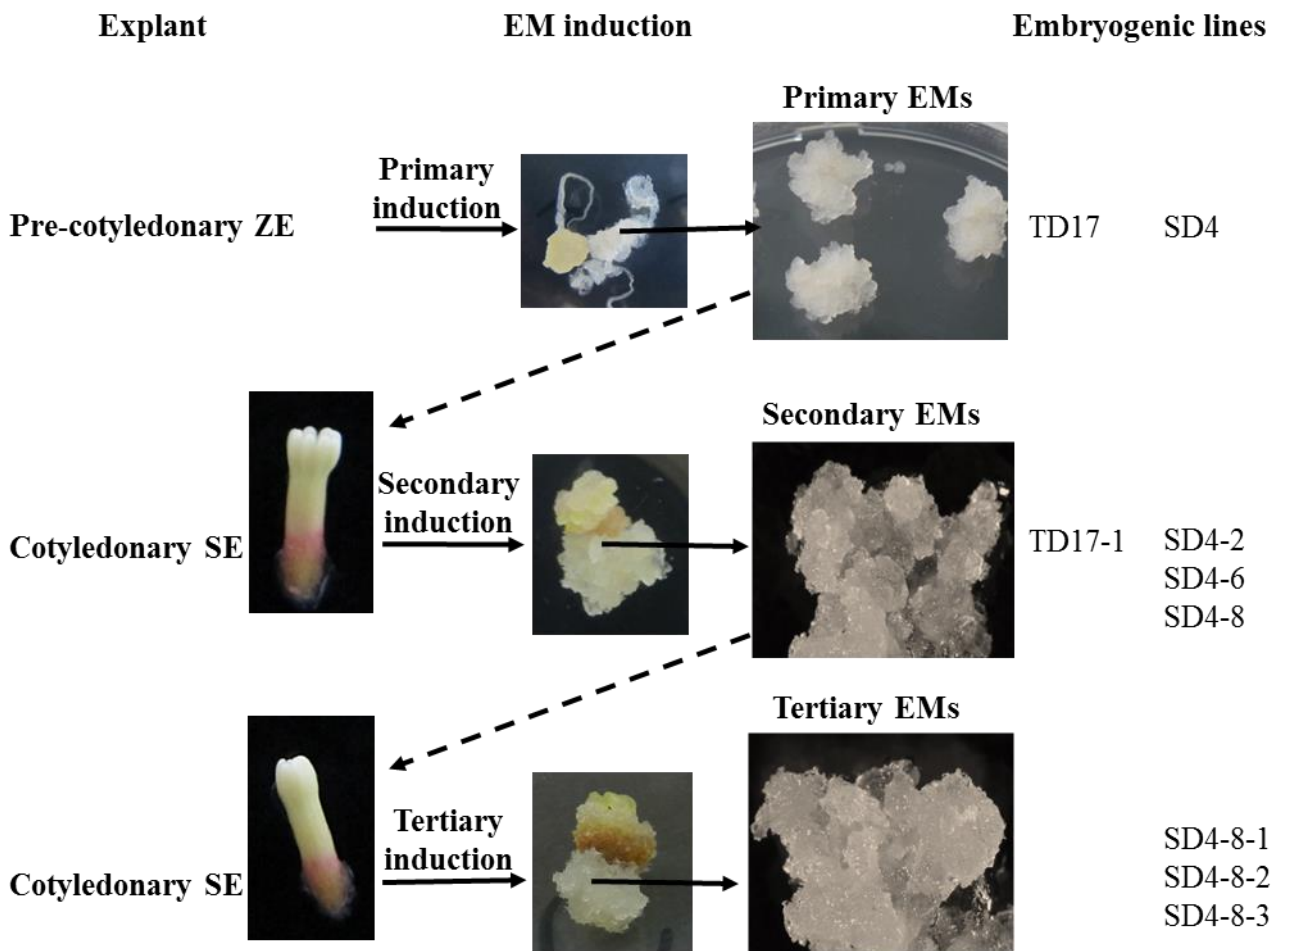 Explant EM induction Embryogenic lines
Primary EMs
Primary
induction
Pre-cotyledonary ZE
TD17 SD4
Secondary EMs
Secondary
induction
Cotyledonary SE
TD17-1 SD4-2
SD4-6
SD4-8
Tertiary EMs
Tertiary
induction
Cotyledonary SE
SD4-8-1
SD4-8-2
SD4-8-3